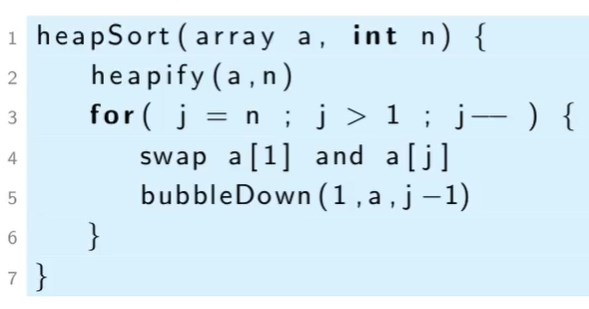 1 heapSort(array a, int n) {
2 heapify(a,n)
3 for( j = n ; j > 1 ; j-- ) {
4 swap a[1] and a[j]
5 bubbleDown(1,a,j-1)
6 }
7 }